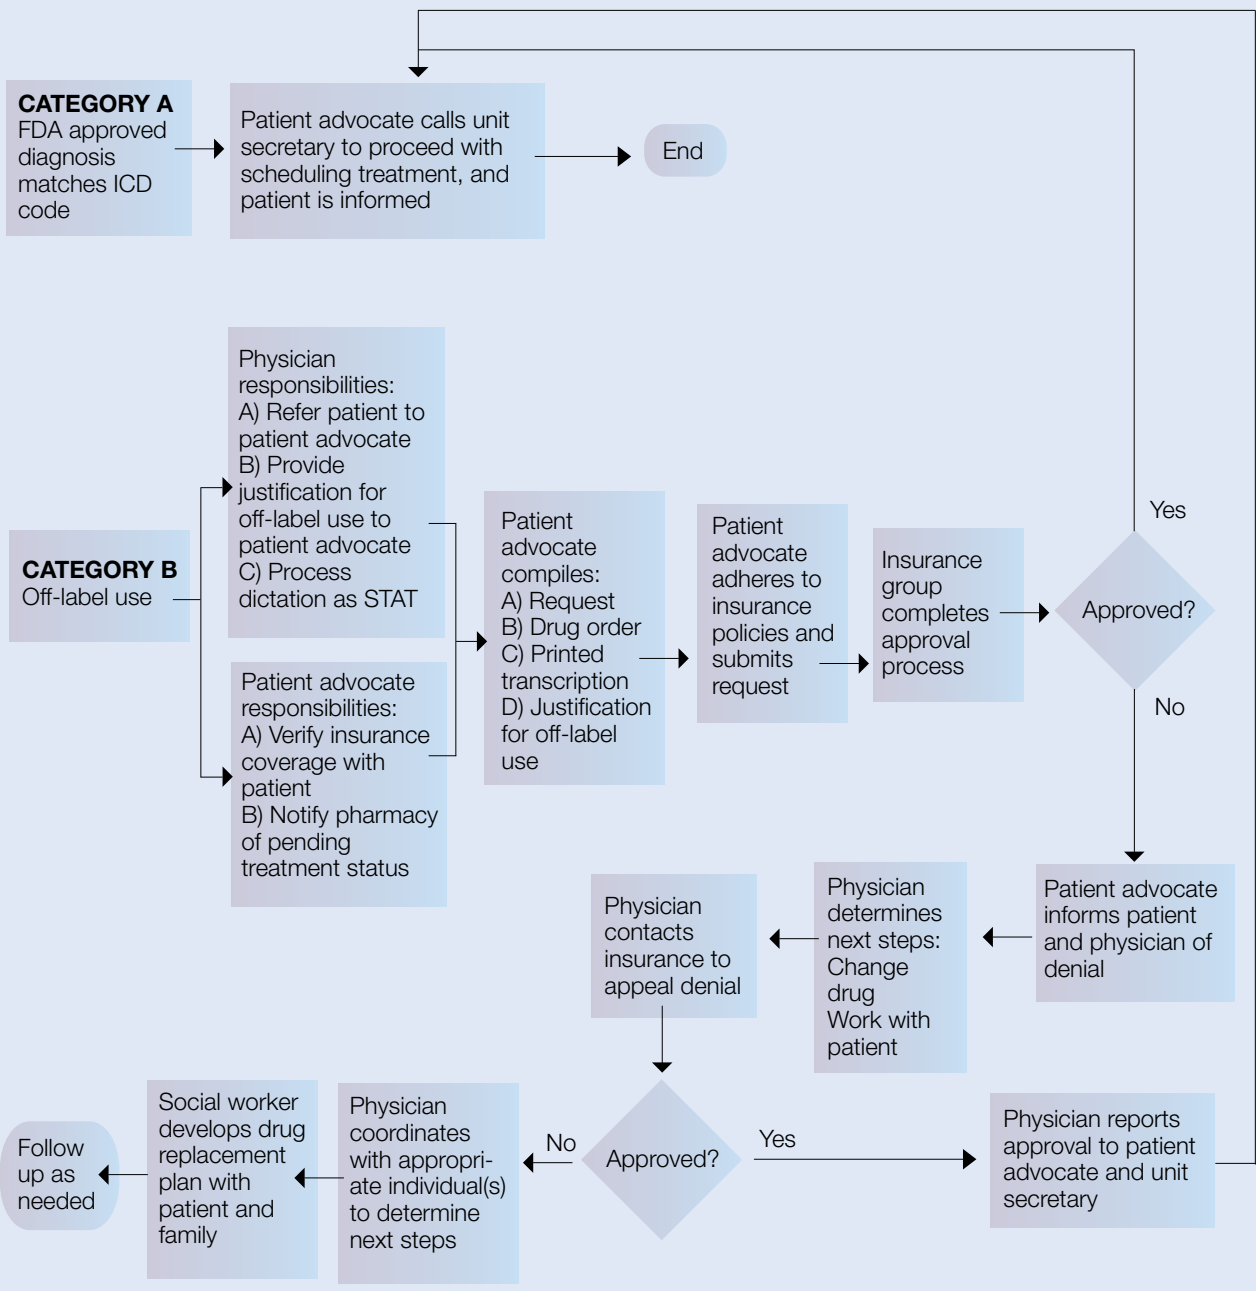 CATEGORY A
FDA approved
diagnosis
matches ICD
code
Patient advocate calls unit
secretary to proceed with
scheduling treatment, and
patient is informed
End
CATEGORY B
Off-label use
Physician
responsibilities:
A) Refer patient to
patient advocate
B) Provide
justification for
off-label use to
patient advocate
C) Process
dictation as STAT
Patient advocate
responsibilities:
A) Verify insurance
coverage with
patient
B) Notify pharmacy
of pending
treatment status
Patient
advocate
compiles:
A) Request
B) Drug order
C) Printed
transcription
D) Justification
for off-label
use
Patient
advocate
adheres to
insurance
policies and
submits
request
Insurance
group
completes
approval
process
Approved?
Yes
No
Patient advocate
informs patient
and physician of
denial
Physician
determines
next steps:
Change
drug
Work with
patient
Physician
contacts
insurance to
appeal denial
Approved?
Yes
Physician reports
approval to patient
advocate and unit
secretary
No
Physician
coordinates
with appropri-
ate individual(s)
to determine
next steps
Social worker
develops drug
replacement
plan with
patient and
family
Follow
up as
needed